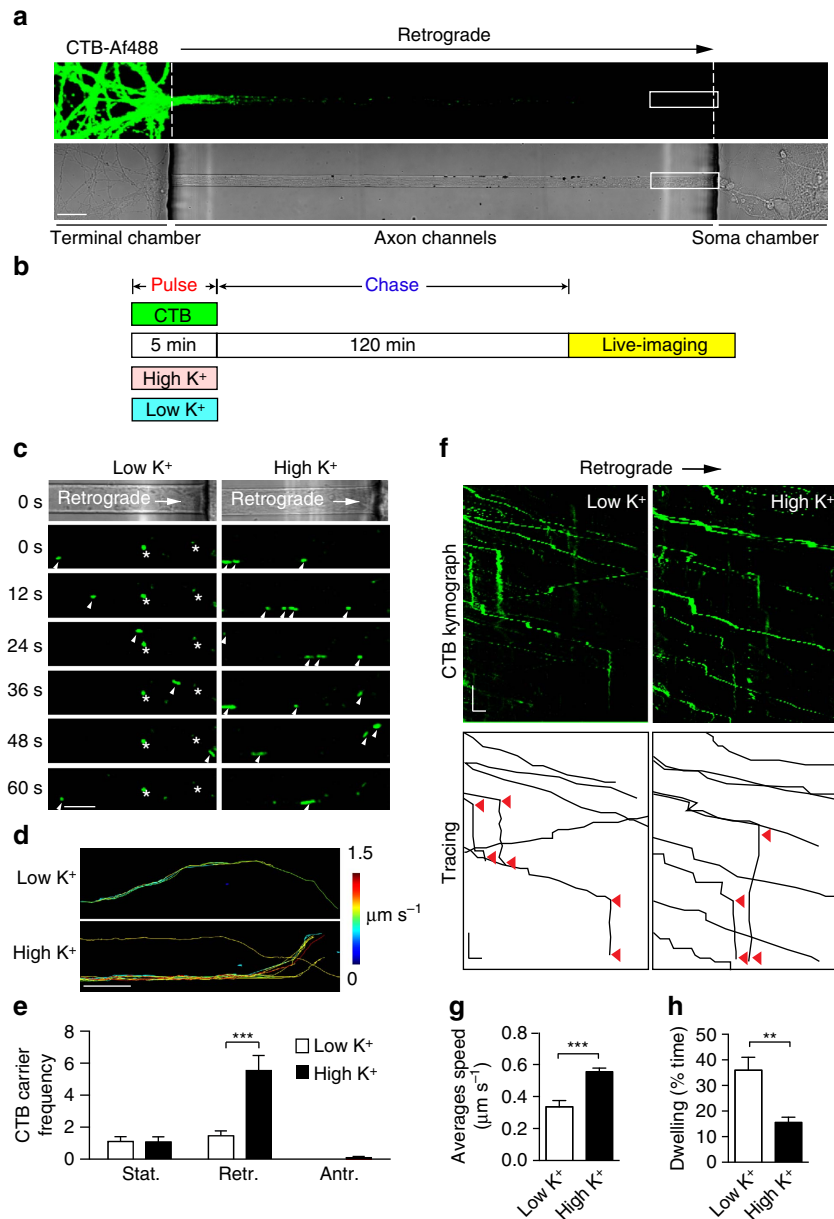 a
CTB-Af488
Retrograde
Terminal chamber
Axon channels
Soma chamber
b
Pulse
Chase
CTB
5 min
120 min
Live-imaging
High K⁺
Low K⁺
c
Low K⁺
High K⁺
0 s
Retrograde
Retrograde
0 s
* *
12 s
* *
24 s
* *
36 s
* *
48 s
* *
60 s
* *
d
Low K⁺
High K⁺
1.5
μm s⁻¹
0
e
CTB carrier
frequency
8
6
4
2
0
***
Low K⁺
High K⁺
Stat.
Retr.
Antr.
f
Retrograde
CTB kymograph
Low K⁺
High K⁺
Tracing
g
Averages speed
(μm s⁻¹)
0.8
0.6
0.4
0.2
0.0
***
Low K⁺
High K⁺
h
Dwelling (% time)
50
40
30
20
10
0
**
Low K⁺
High K⁺